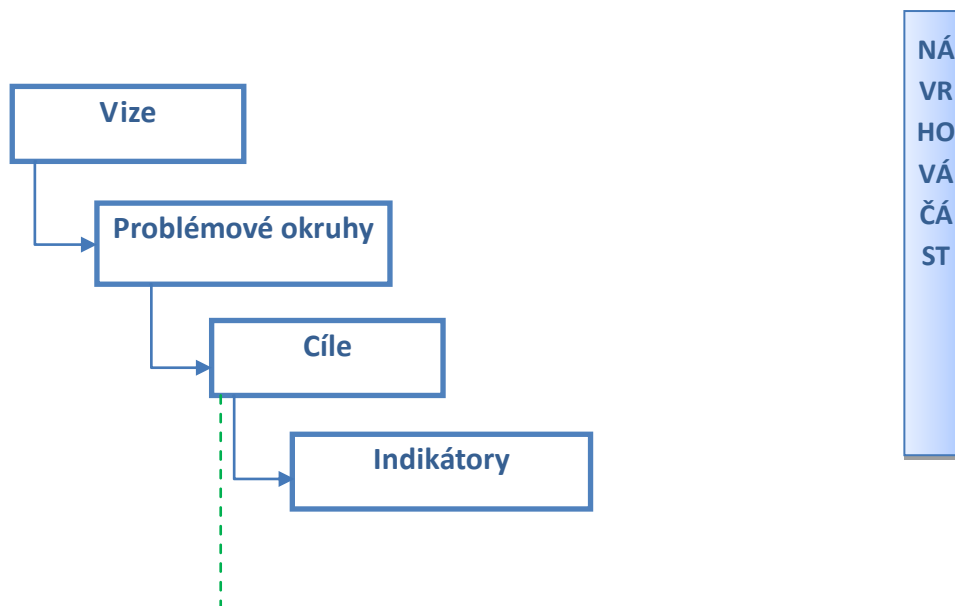 Vize
Problémové okruhy
Cíle
Indikátory
NÁ
VR
HO
VÁ
ČÁ
ST